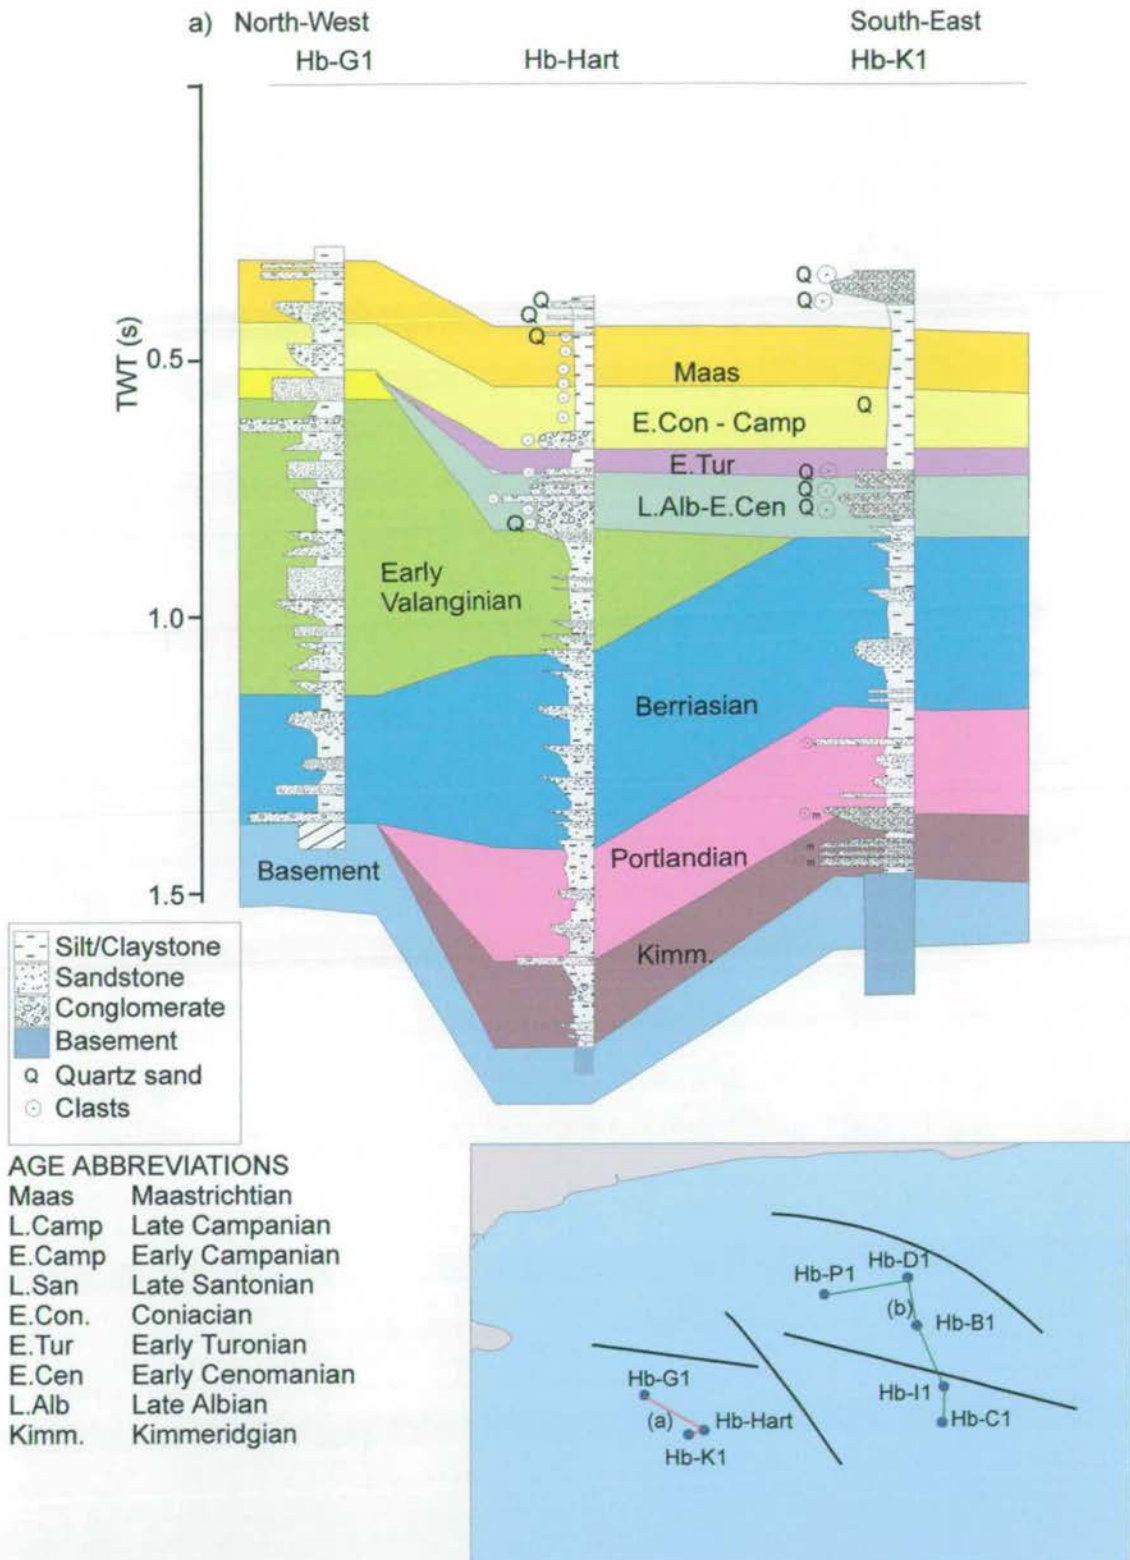 a) North-West South-East
Hb-G1 Hb-Hart Hb-K1
TWT (s)
0.5
1.0
1.5
Q
Q
Q
Q
Q
Q
Q
Q
Q
Q
Q
Maas
E.Con - Camp
E.Tur
L.Alb-E.Cen
Early
Valanginian
Berriasian
Portlandian
Kimm.
Basement
m
m
m
Silt/Claystone
Sandstone
Conglomerate
Basement
Q Quartz sand
Clasts
AGE ABBREVIATIONS
Maas Maastrichtian
L.Camp Late Campanian
E.Camp Early Campanian
L.San Late Santonian
E.Con. Coniacian
E.Tur Early Turonian
E.Cen Early Cenomanian
L.Alb Late Albian
Kimm. Kimmeridgian
Hb-D1
Hb-P1
(b)
Hb-B1
Hb-G1
Hb-I1
(a)
Hb-Hart
Hb-C1
Hb-K1